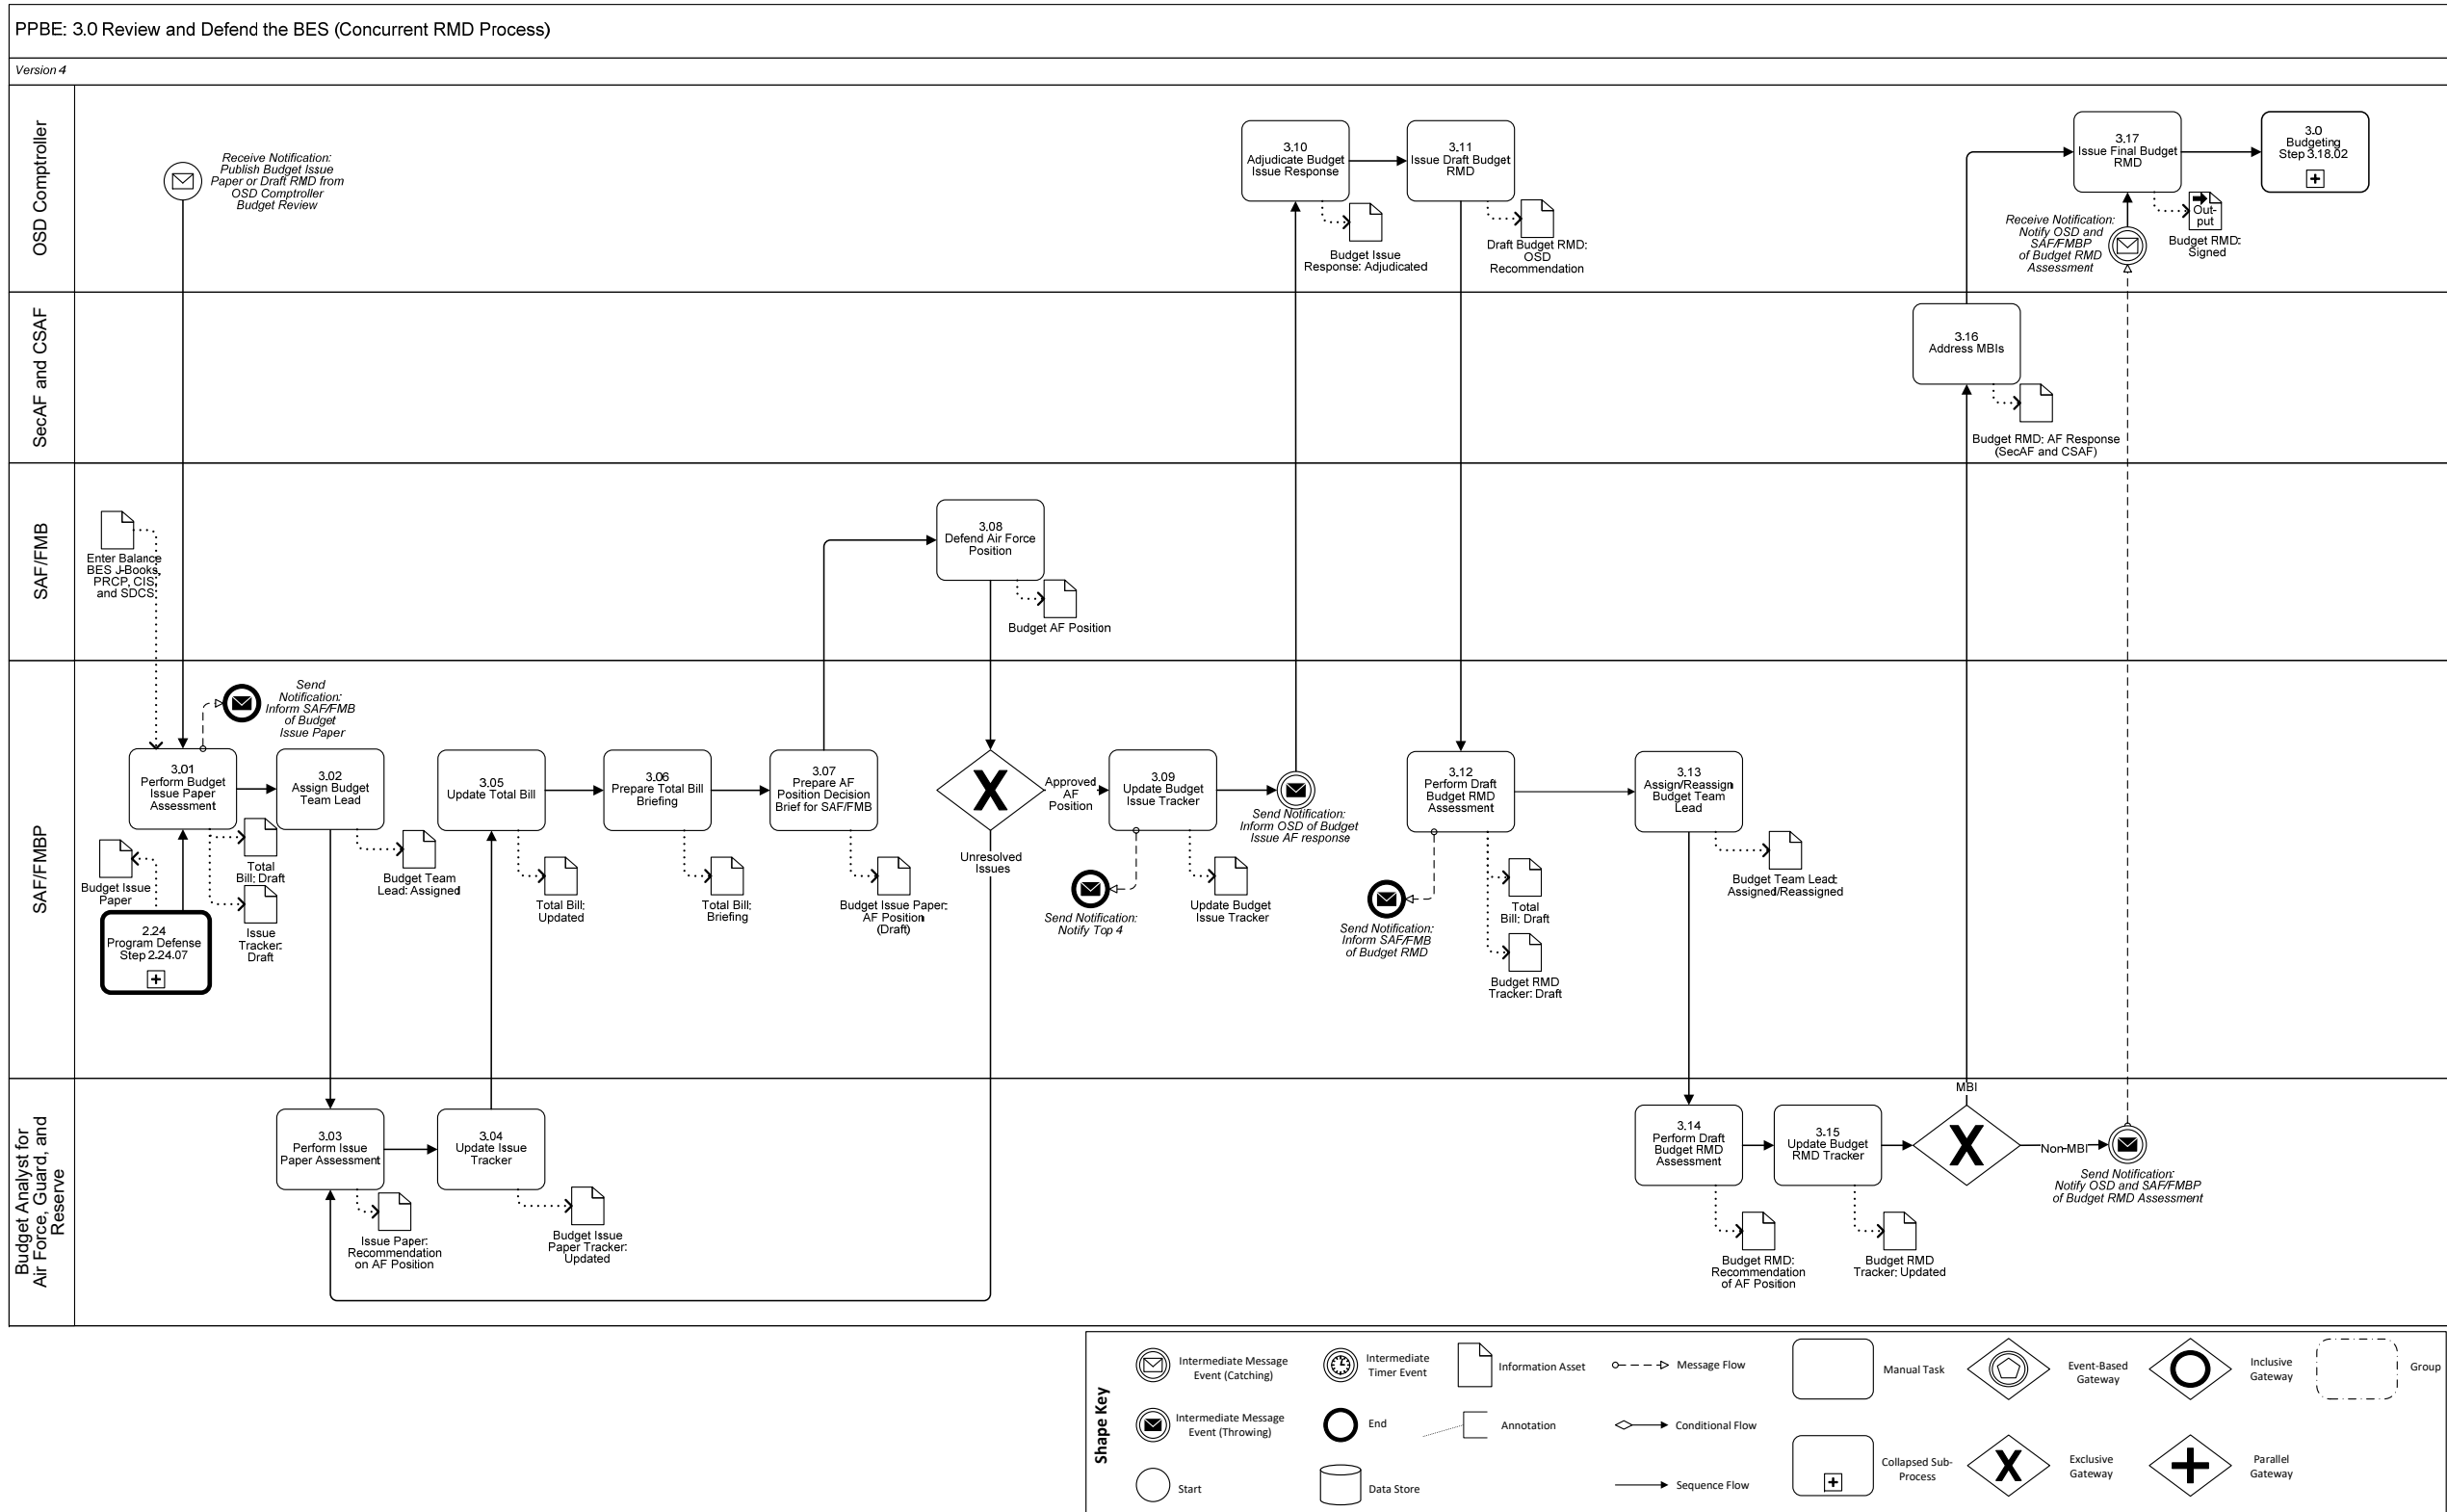 PPBE: 3.0 Review and Defend the BES (Concurrent RMD Process)
Version 4
OSD Comptroller
Receive Notification:
Publish Budget Issue
Paper or Draft RMD from
OSD Comptroller
Budget Review
3.10
Adjudicate Budget
Issue Response
Budget Issue
Response: Adjudicated
3.11
Issue Draft Budget
RMD
Draft Budget RMD:
OSD
Recommendation
3.17
Issue Final Budget
RMD
Out-
put
Budget RMD:
Signed
Receive Notification:
Notify OSD and
SAF/FMBP
of Budget RMD
Assessment
3.0
Budgeting
Step 3.18.02
SecAF and CSAF
3.16
Address MBIs
Budget RMD: AF Response
(SecAF and CSAF)
SAF/FMB
Enter Balance
BES J-Books,
PRCP, CIS,
and SDCS
3.08
Defend Air Force
Position
Budget AF Position
SAF/FMBP
Send
Notification:
Inform SAF/FMB
of Budget
Issue Paper
3.01
Perform Budget
Issue Paper
Assessment
Budget Issue
Paper
2.24
Program Defense
Step 2.24.07
Total
Bill: Draft
Issue
Tracker:
Draft
3.02
Assign Budget
Team Lead
Budget Team
Lead: Assigned
3.05
Update Total Bill
Total Bill:
Updated
3.06
Prepare Total Bill
Briefing
Total Bill:
Briefing
3.07
Prepare AF
Position Decision
Brief for SAF/FMB
Budget Issue Paper:
AF Position
(Draft)
X
Approved
AF
Position
Unresolved
Issues
3.09
Update Budget
Issue Tracker
Send Notification:
Notify Top 4
Update Budget
Issue Tracker
Send Notification:
Inform OSD of Budget
Issue AF response
3.12
Perform Draft
Budget RMD
Assessment
Send Notification:
Inform SAF/FMB
of Budget RMD
Total
Bill: Draft
Budget RMD
Tracker: Draft
3.13
Assign/Reassign
Budget Team
Lead
Budget Team Lead:
Assigned/Reassigned
Budget Analyst for
Air Force, Guard, and
Reserve
3.03
Perform Issue
Paper Assessment
Issue Paper:
Recommendation
on AF Position
3.04
Update Issue
Tracker
Budget Issue
Paper Tracker:
Updated
3.14
Perform Draft
Budget RMD
Assessment
Budget RMD:
Recommendation
of AF Position
3.15
Update Budget
RMD Tracker
Budget RMD
Tracker: Updated
MBI
X
Non-MBI
Send Notification:
Notify OSD and SAF/FMBP
of Budget RMD Assessment
Shape Key
Intermediate Message
Event (Catching)
Intermediate
Timer Event
Information Asset
Message Flow
Manual Task
Event-Based
Gateway
Inclusive
Gateway
Group
Intermediate Message
Event (Throwing)
End
Annotation
Conditional Flow
Start
Data Store
Sequence Flow
Collapsed Sub-
Process
X
Exclusive
Gateway
Parallel
Gateway